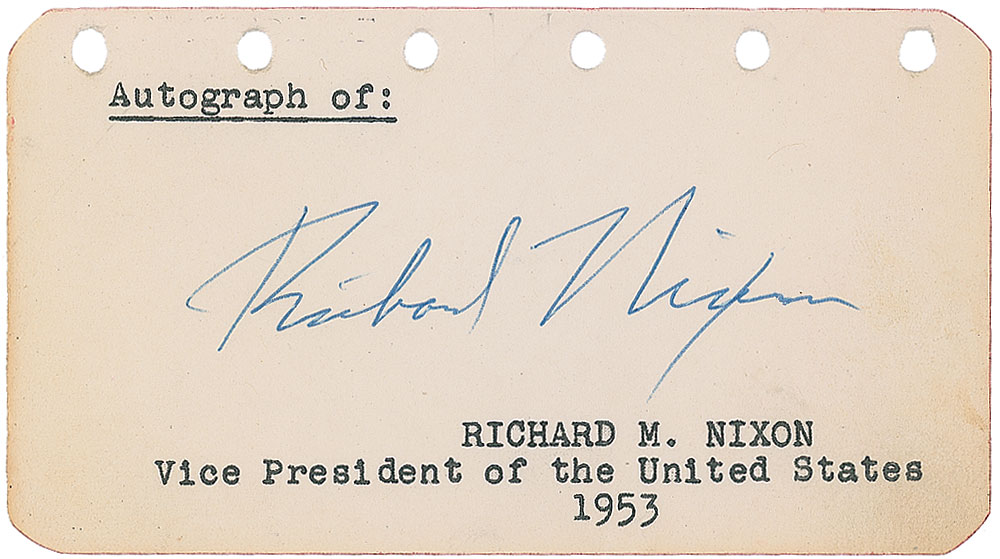 Autograph of:
Richard Nixon
RICHARD M. NIXON
Vice President of the United States
1953